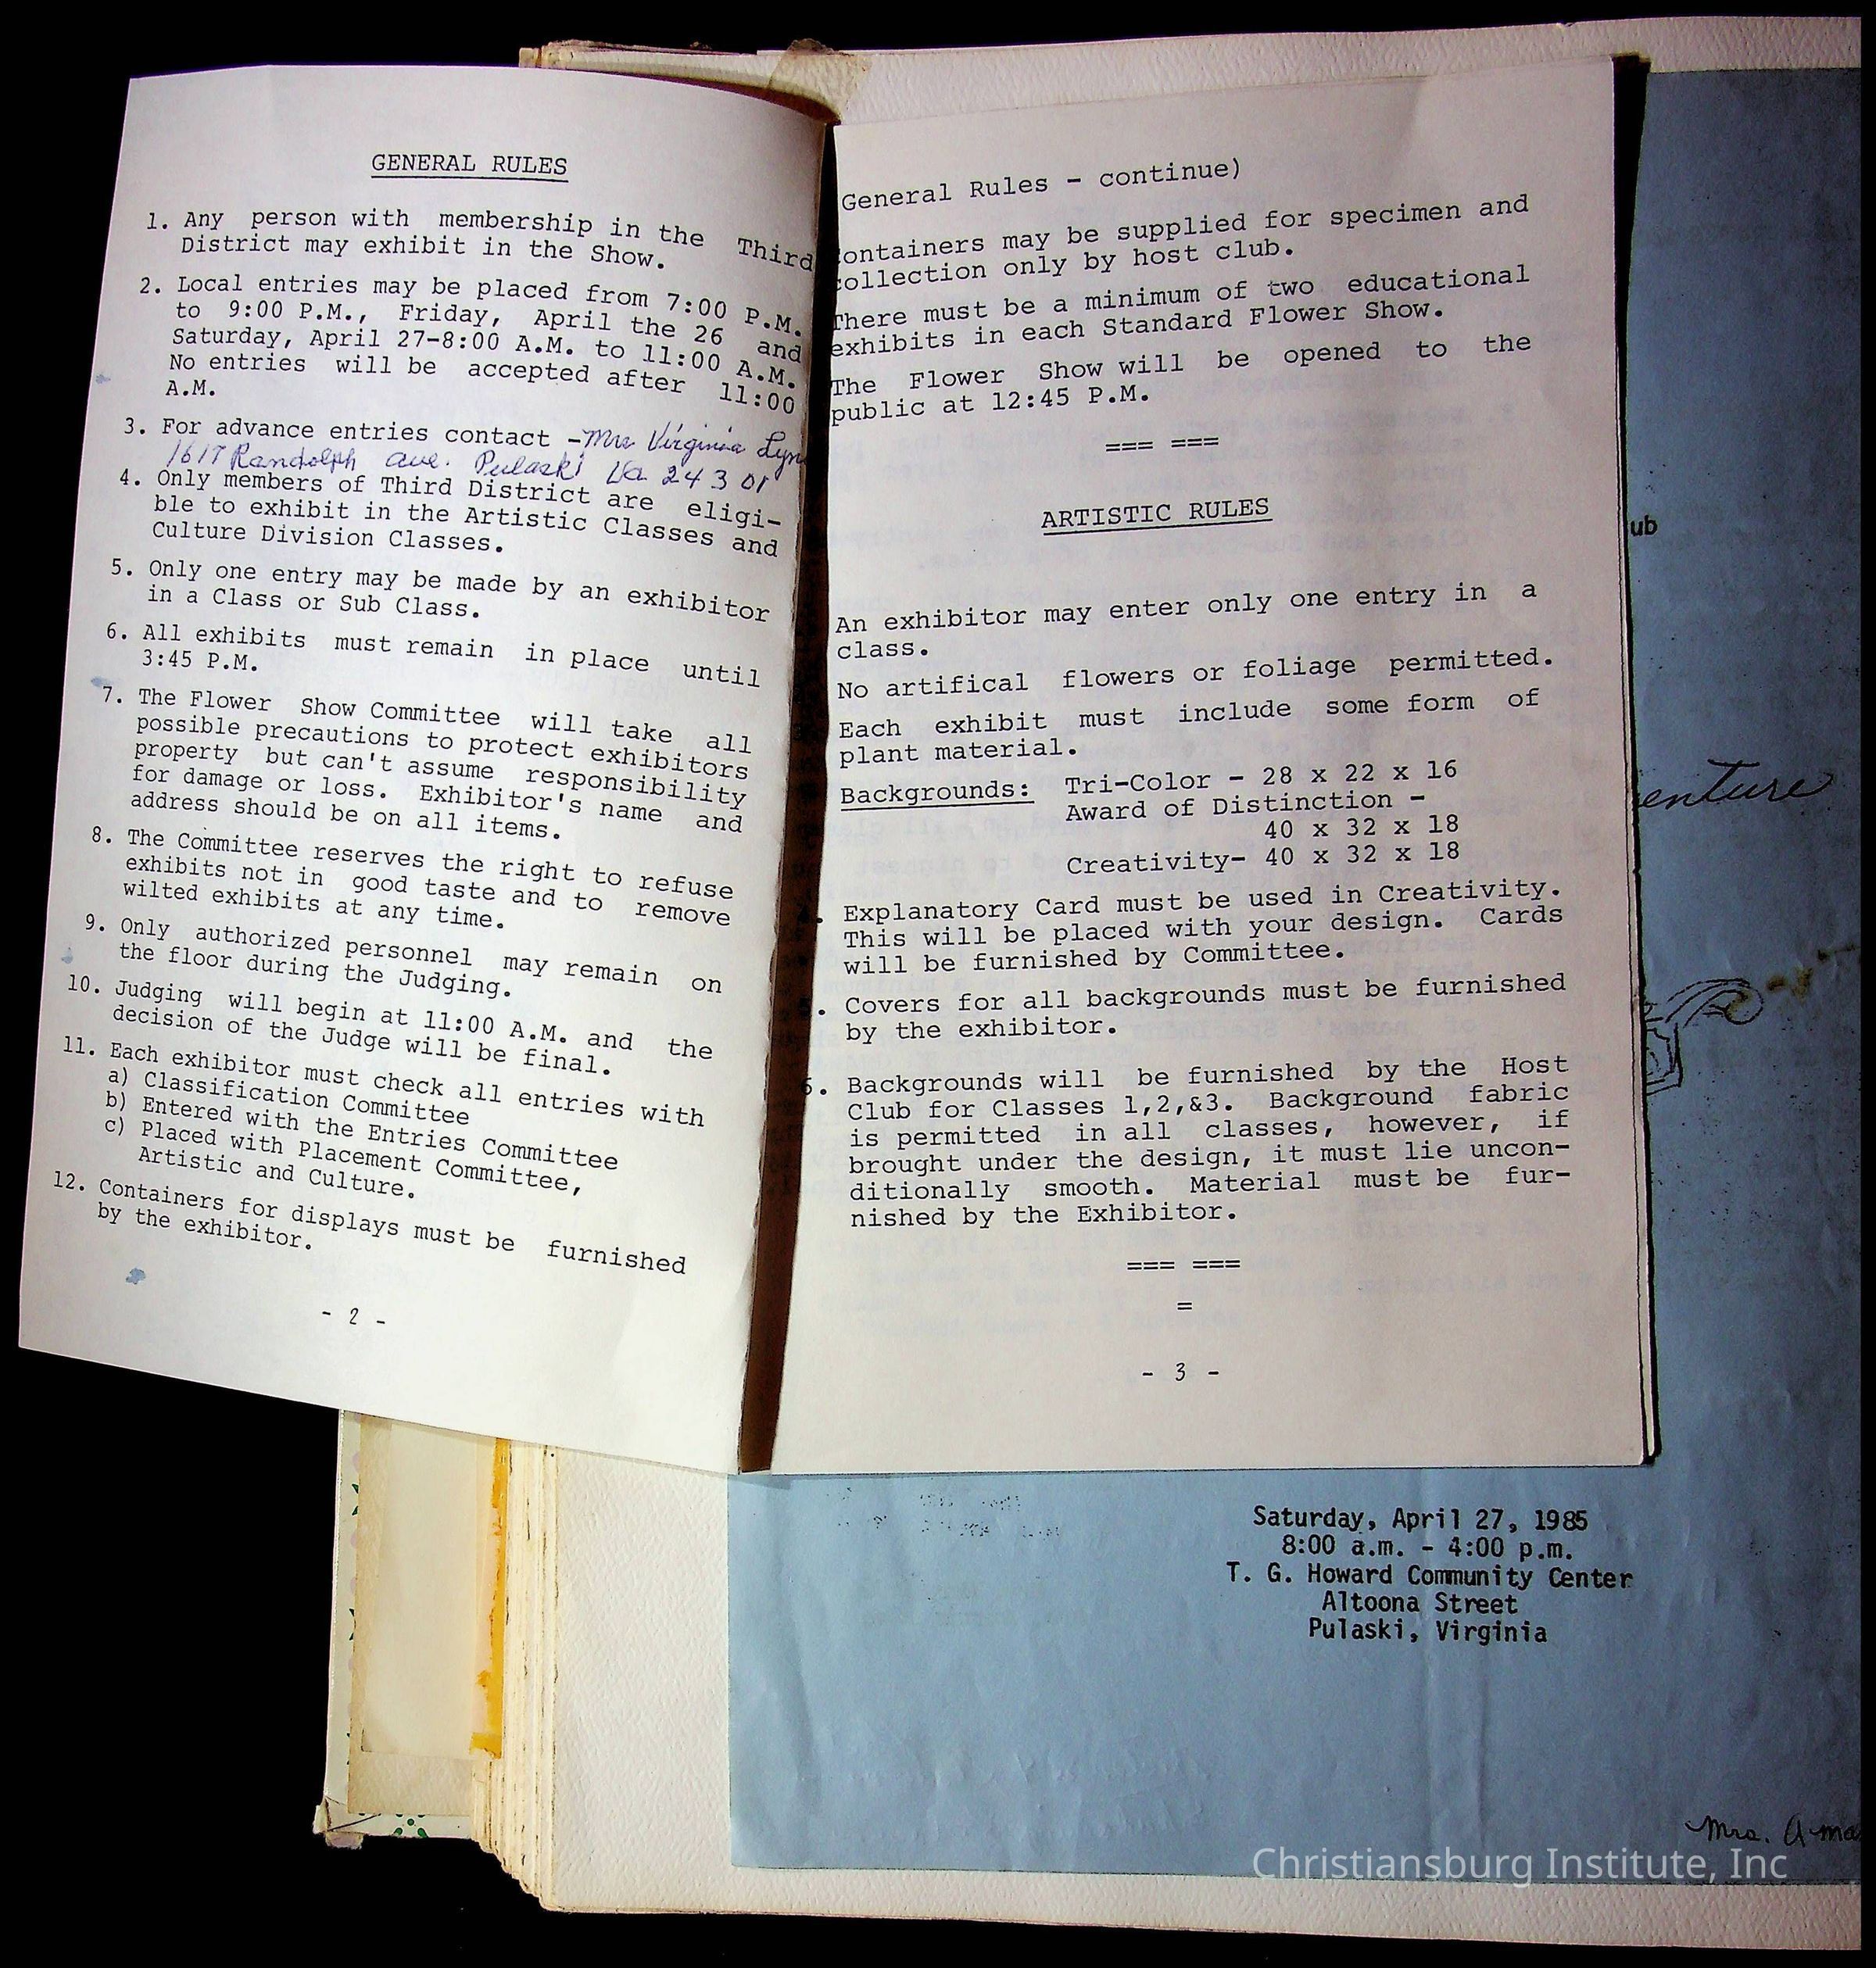 GENERAL RULES
1. Any person with membership in the Third
District may exhibit in the Show.
2. Local entries may be placed from 7:00 P.M.
to 9:00 P.M., Friday, April the 26 and
Saturday, April 27-8:00 A.M. to 11:00 A.M.
No entries will be accepted after 11:00
A.M.
3. For advance entries contact -Mrs Virginia
1617 Randolph ave. Pulaski Va 24301
4. Only members of Third District are eligi-
ble to exhibit in the Artistic Classes and
Culture Division Classes.
5. Only one entry may be made by an exhibitor
in a Class or Sub Class.
6. All exhibits must remain in place until
3:45 P.M.
7. The Flower Show Committee will take all
possible precautions to protect exhibitors
property but can't assume responsibility
for damage or loss. Exhibitor's name and
address should be on all items.
8. The Committee reserves the right to refuse
exhibits not in good taste and to remove
wilted exhibits at any time.
9. Only authorized personnel may remain on
the floor during the Judging.
10. Judging will begin at 11:00 A.M. and the
decision of the Judge will be final.
11. Each exhibitor must check all entries with
a) Classification Committee
b) Entered with the Entries Committee
c) Placed with Placement Committee,
Artistic and Culture.
12. Containers for displays must be furnished
by the exhibitor.
- 2 -
General Rules - continue)
Containers may be supplied for specimen and
collection only by host club.
There must be a minimum of two educational
exhibits in each Standard Flower Show.
The Flower Show will be opened to the
public at 12:45 P.M.
=== ===
ARTISTIC RULES
An exhibitor may enter only one entry in a
class.
No artifical flowers or foliage permitted.
Each exhibit must include some form of
plant material.
Backgrounds: Tri-Color - 28 x 22 x 16
Award of Distinction -
40 x 32 x 18
Creativity- 40 x 32 x 18
Explanatory Card must be used in Creativity.
This will be placed with your design. Cards
will be furnished by Committee.
. Covers for all backgrounds must be furnished
by the exhibitor.
6. Backgrounds will be furnished by the Host
Club for Classes 1,2,&3. Background fabric
is permitted in all classes, however, if
brought under the design, it must lie uncon-
ditionally smooth. Material must be fur-
nished by the Exhibitor.
=== ===
=
- 3 -
ub
enture
Saturday, April 27, 1985
8:00 a.m. - 4:00 p.m.
T. G. Howard Community Center
Altoona Street
Pulaski, Virginia
Mrs. Ama
Christiansburg Institute, Inc